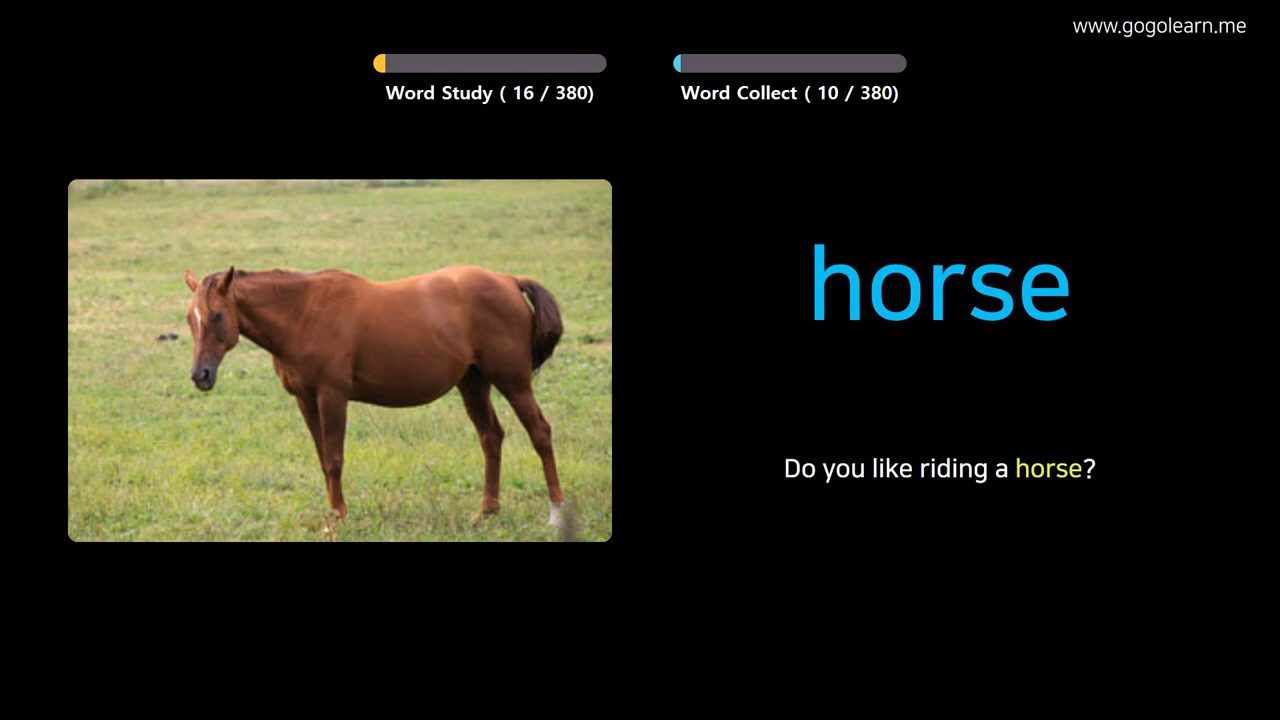 www.gogolearn.me
Word Study ( 16 / 380)
Word Collect ( 10 / 380)
horse
Do you like riding a horse?